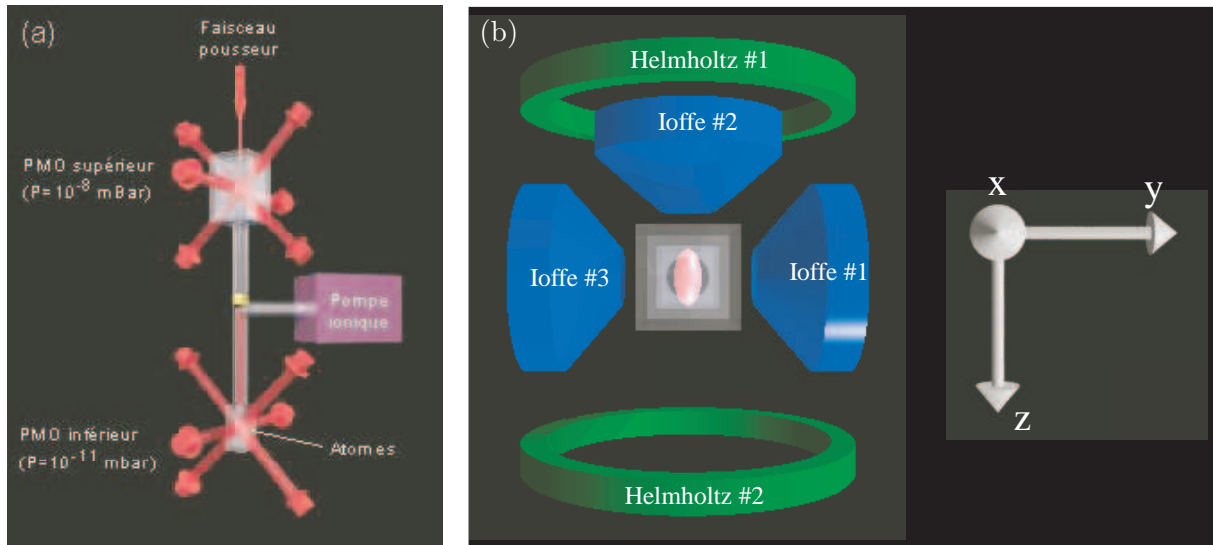 (a)
Faisceau
pousseur
PMO supérieur
(P=10⁻⁸ mBar)
Pompe
ionique
PMO inférieur
(P=10⁻¹¹ mbar)
Atomes
(b)
Helmholtz #1
Ioffe #2
Ioffe #3
Ioffe #1
Helmholtz #2
x
y
z